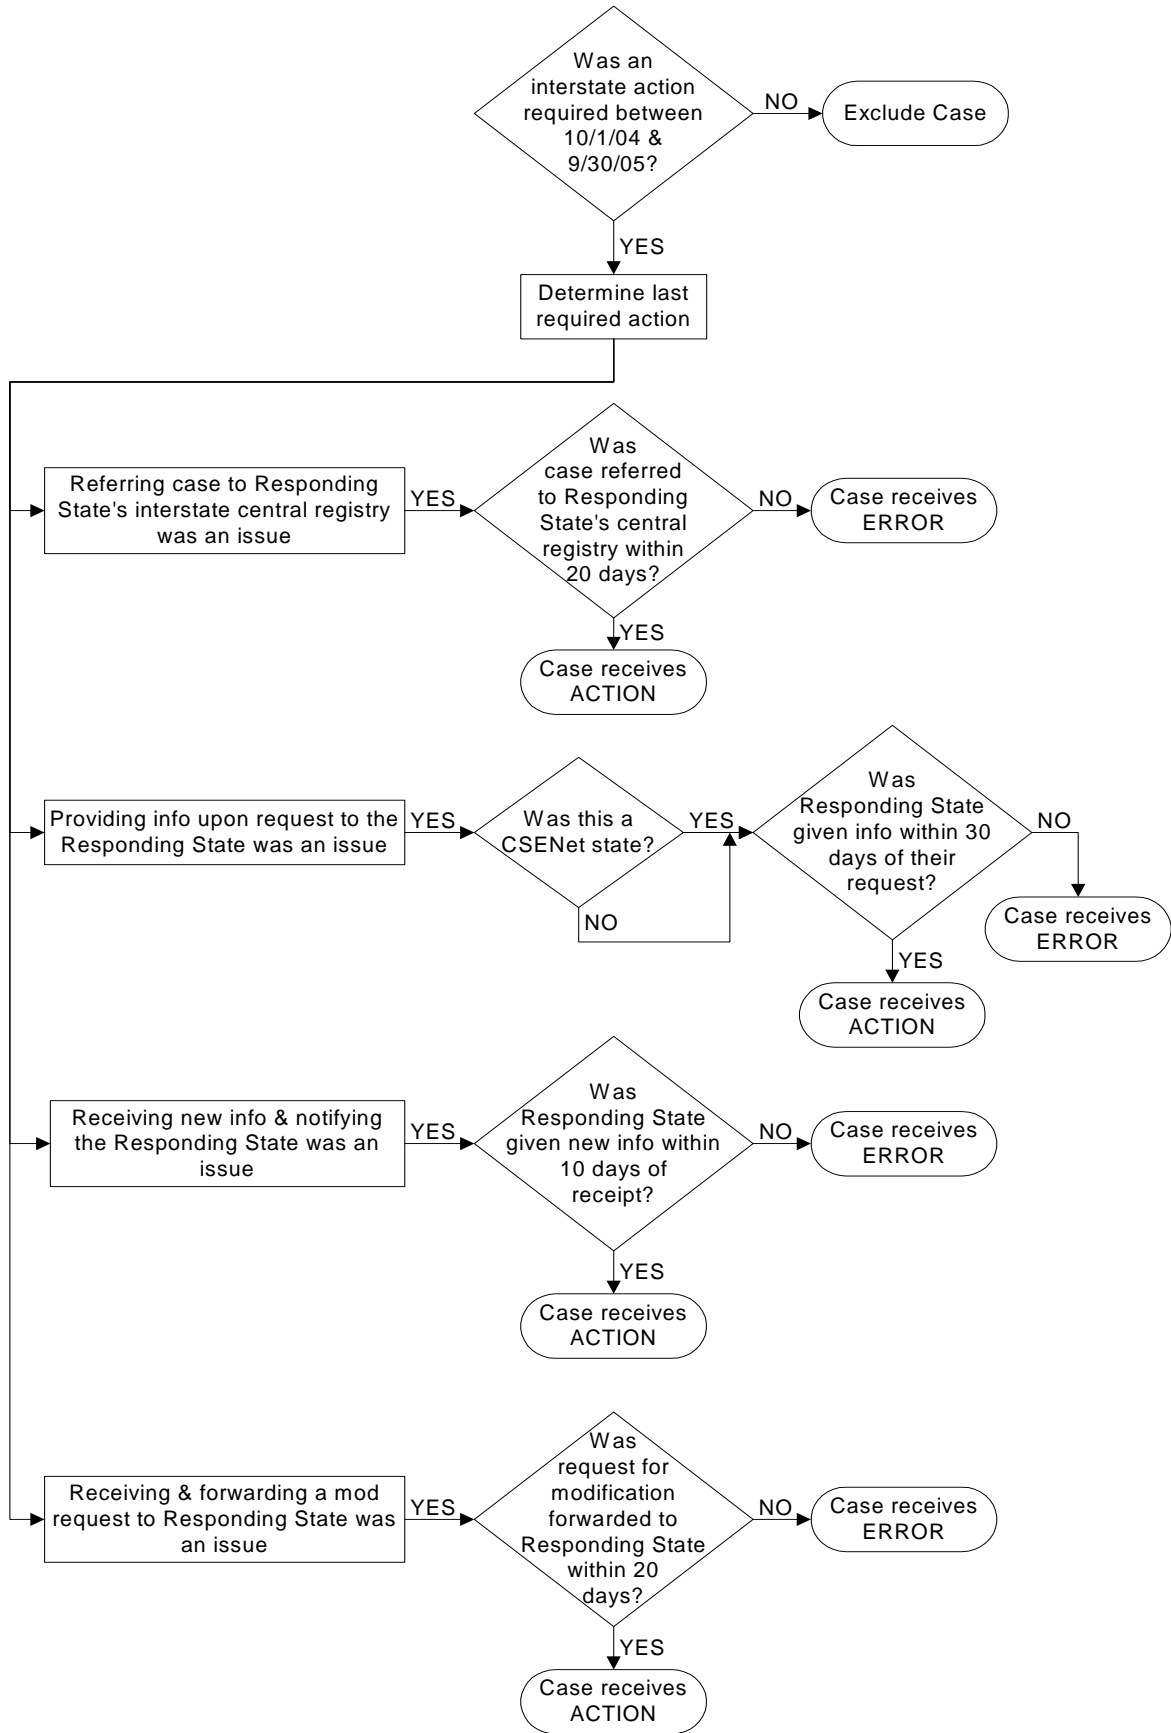 Was an
interstate action
required between
10/1/04 &
9/30/05?
NO
Exclude Case
YES
Determine last
required action
Referring case to Responding
State's interstate central registry
was an issue
YES
Was
case referred
to Responding
State's central
registry within
20 days?
NO
Case receives
ERROR
YES
Case receives
ACTION
Providing info upon request to the
Responding State was an issue
YES
Was this a
CSENet state?
YES
NO
Was
Responding State
given info within 30
days of their
request?
NO
Case receives
ERROR
YES
Case receives
ACTION
Receiving new info & notifying
the Responding State was an
issue
YES
Was
Responding State
given new info within
10 days of
receipt?
NO
Case receives
ERROR
YES
Case receives
ACTION
Receiving & forwarding a mod
request to Responding State was
an issue
YES
Was
request for
modification
forwarded to
Responding State
within 20
days?
NO
Case receives
ERROR
YES
Case receives
ACTION